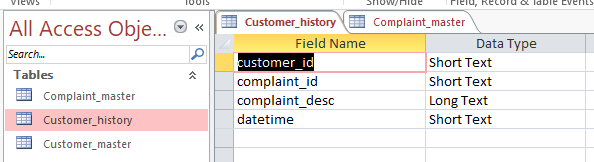 Views
Tools
Show/Hide
Field, Record & Table Events
All Access Obje...
Search...
Tables
Complaint_master
Customer_history
Customer_master
Customer_history
Complaint_master
Field Name
Data Type
customer_id
Short Text
complaint_id
Short Text
complaint_desc
Long Text
datetime
Short Text